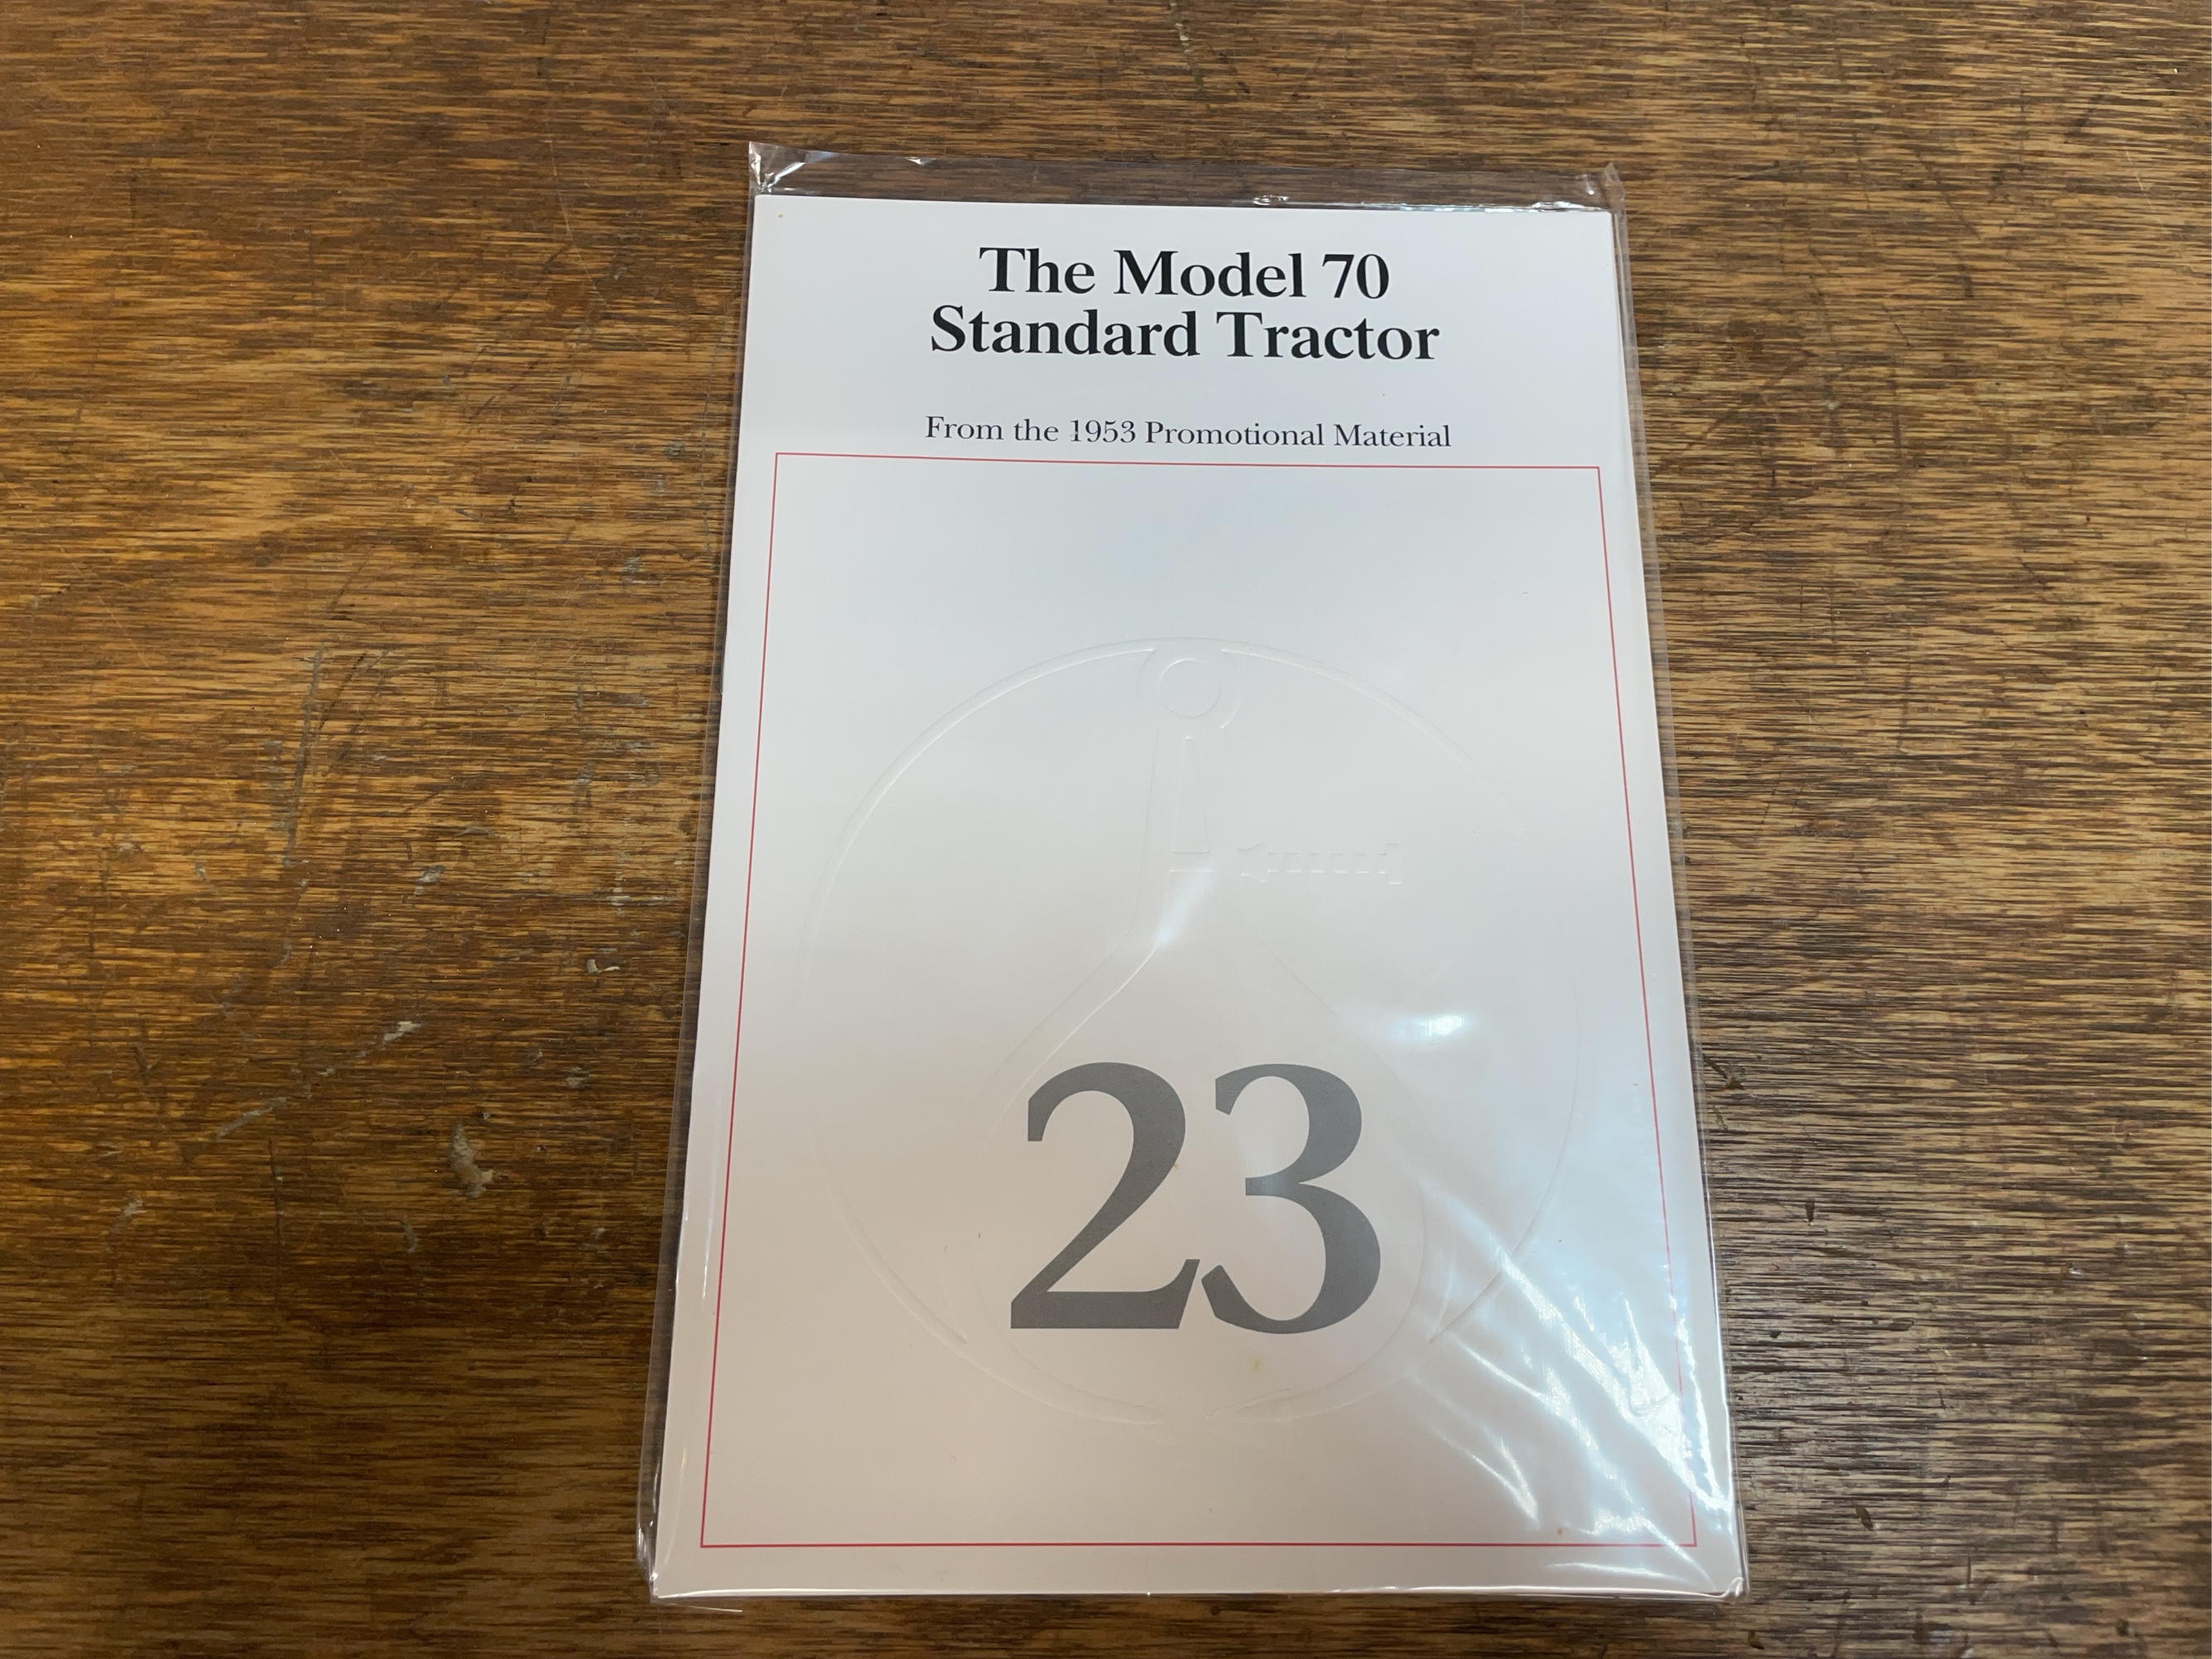 The Model 70
Standard Tractor
From the 1953 Promotional Material
23